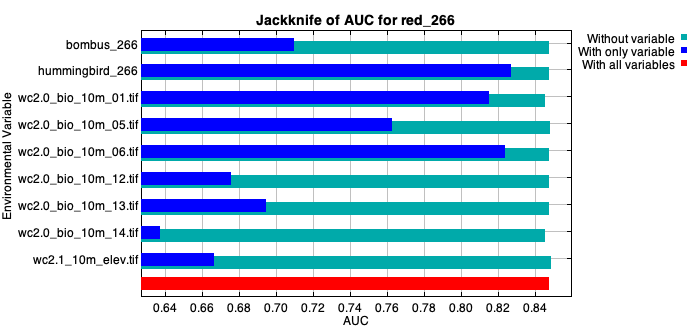 Jackknife of AUC for red_266
Without variable
With only variable
With all variables
Environmental Variable
bombus_266
hummingbird_266
wc2.0_bio_10m_01.tif
wc2.0_bio_10m_05.tif
wc2.0_bio_10m_06.tif
wc2.0_bio_10m_12.tif
wc2.0_bio_10m_13.tif
wc2.0_bio_10m_14.tif
wc2.1_10m_elev.tif
0.64 0.66 0.68 0.70 0.72 0.74 0.76 0.78 0.80 0.82 0.84
AUC